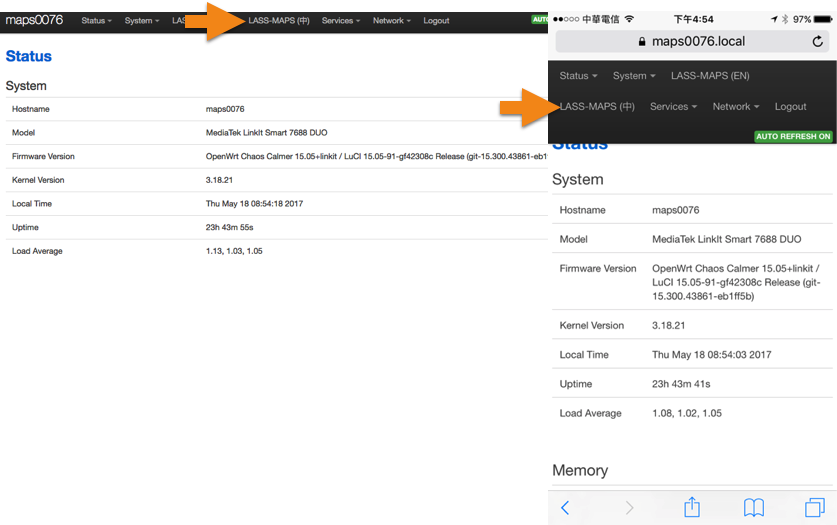 maps0076 Status System LASS-MAPS (中) Services Network Logout
Status
System
Hostname maps0076
Model MediaTek LinkIt Smart 7688 DUO
Firmware Version OpenWrt Chaos Calmer 15.05+linkit / LuCI 15.05-91-gf42308c Release (git-15.300.43861-eb1
Kernel Version 3.18.21
Local Time Thu May 18 08:54:18 2017
Uptime 23h 43m 55s
Load Average 1.13, 1.03, 1.05
中華電信 下午4:54 97%
maps0076.local
Status System LASS-MAPS (EN)
LASS-MAPS (中) Services Network Logout
AUTO REFRESH ON
Status
System
Hostname maps0076
Model MediaTek LinkIt Smart 7688 DUO
Firmware Version OpenWrt Chaos Calmer 15.05+linkit /
LuCI 15.05-91-gf42308c Release (git-
15.300.43861-eb1ff5b)
Kernel Version 3.18.21
Local Time Thu May 18 08:54:03 2017
Uptime 23h 43m 41s
Load Average 1.08, 1.02, 1.05
Memory